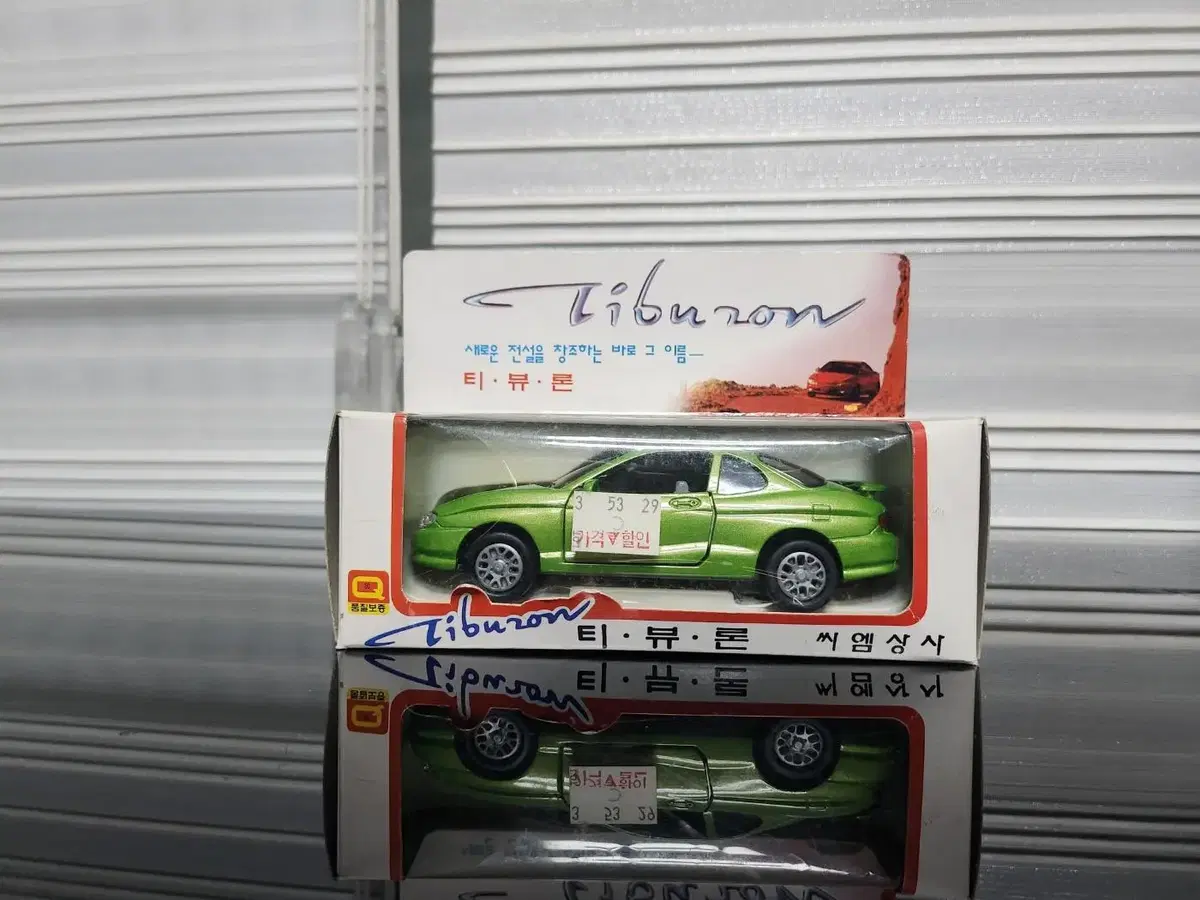 Tiburon
새로운 전설을 창조하는 바로 그 이름—
티·뷰·론
3 53 29
가격▼할인
Q
품질보증
Tiburon 티·뷰·론 씨엠상사